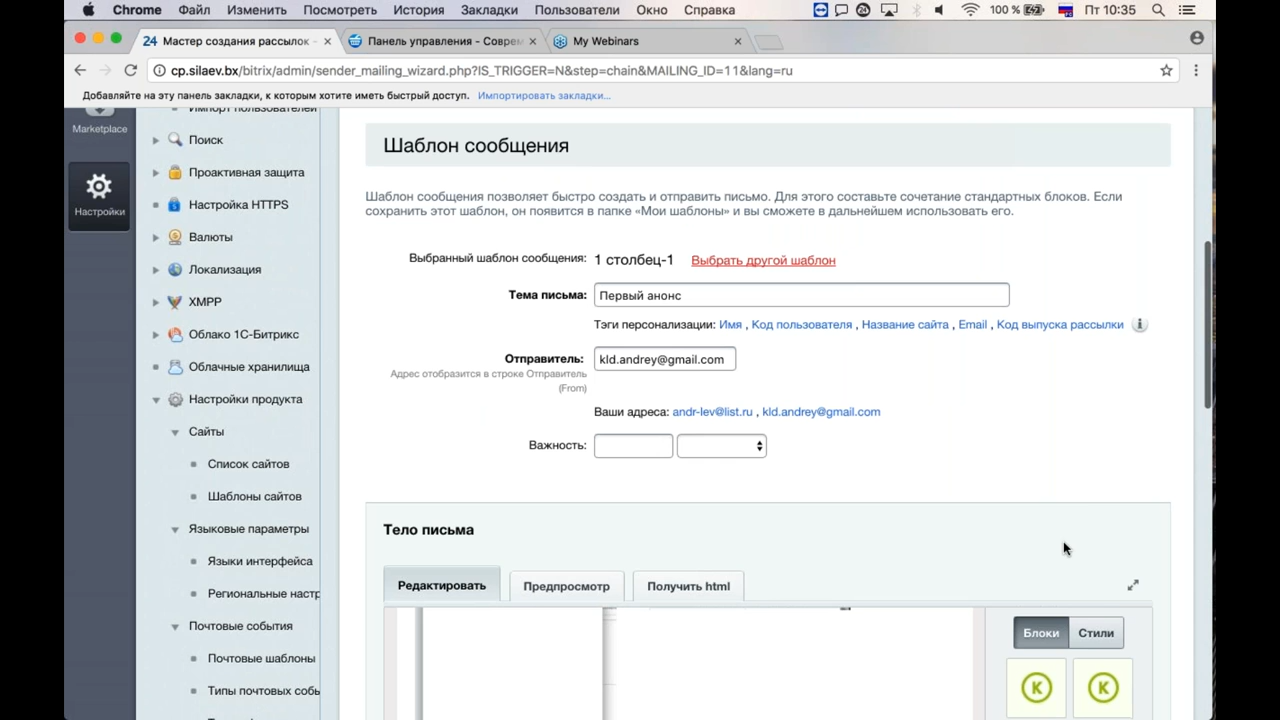 Chrome Файл Изменить Посмотреть История Закладки Пользователи Окно Справка 100 % Пт 10:35
24 Мастер создания рассылок - × Панель управления - Соврем × My Webinars ×
cp.silaev.bx/bitrix/admin/sender_mailing_wizard.php?IS_TRIGGER=N&step=chain&MAILING_ID=11&lang=ru
Добавляйте на эту панель закладки, к которым хотите иметь быстрый доступ. Импортировать закладки...
Marketplace
Настройки
Импорт пользователей
Поиск
Проактивная защита
Настройка HTTPS
Валюты
Локализация
XMPP
Облако 1С-Битрикс
Облачные хранилища
Настройки продукта
Сайты
Список сайтов
Шаблоны сайтов
Языковые параметры
Языки интерфейса
Региональные настр
Почтовые события
Почтовые шаблоны
Типы почтовых собы
Шаблон сообщения
Шаблон сообщения позволяет быстро создать и отправить письмо. Для этого составьте сочетание стандартных блоков. Если
сохранить этот шаблон, он появится в папке «Мои шаблоны» и вы сможете в дальнейшем использовать его.
Выбранный шаблон сообщения: 1 столбец-1 Выбрать другой шаблон
Тема письма: Первый анонс
Тэги персонализации: Имя , Код пользователя , Название сайта , Email , Код выпуска рассылки
Отправитель: kld.andrey@gmail.com
Адрес отобразится в строке Отправитель
(From)
Ваши адреса: andr-lev@list.ru , kld.andrey@gmail.com
Важность:
Тело письма
Редактировать Предпросмотр Получить html
Блоки Стили
K K